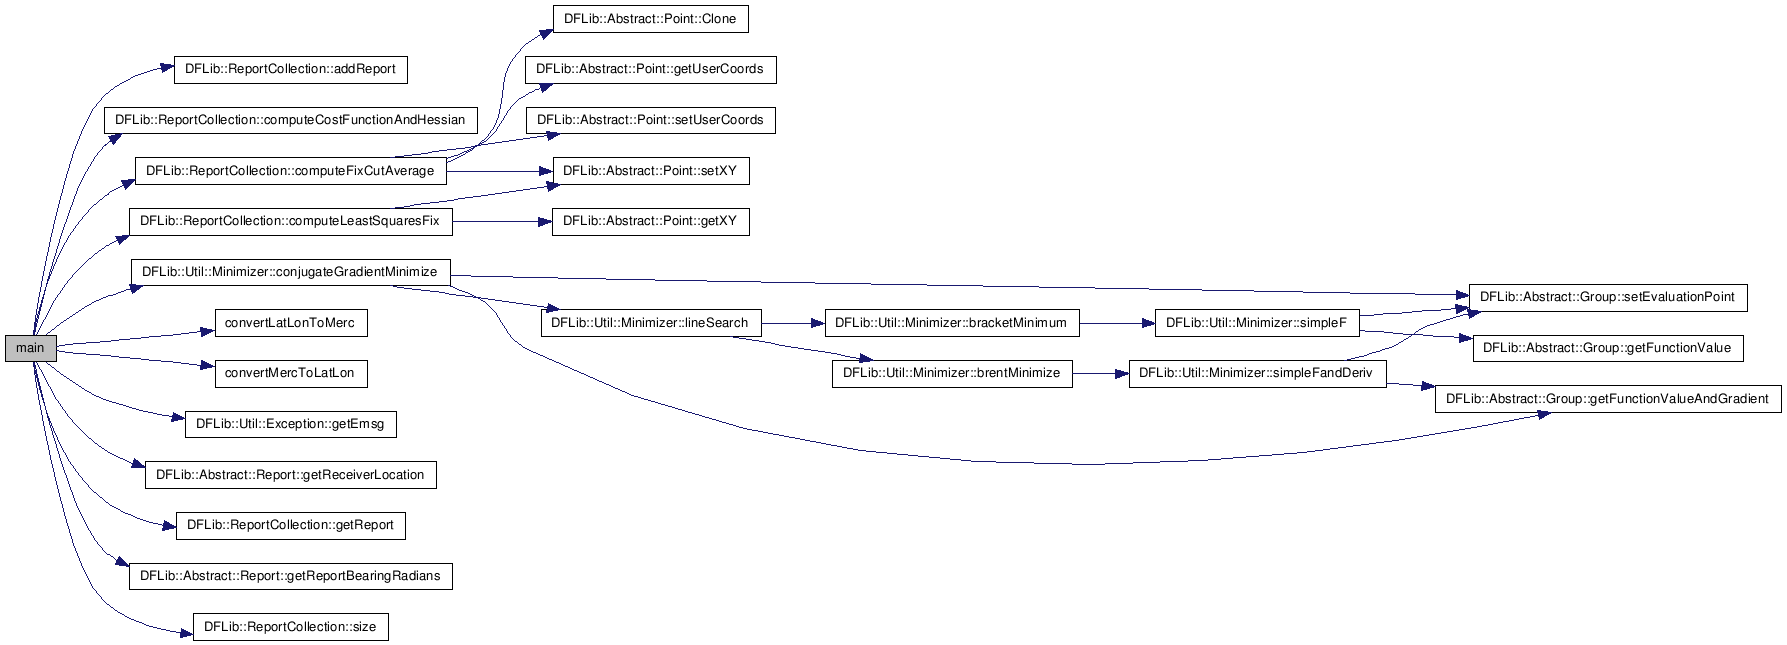 main
DFLib::ReportCollection::addReport
DFLib::ReportCollection::computeCostFunctionAndHessian
DFLib::ReportCollection::computeFixCutAverage
DFLib::ReportCollection::computeLeastSquaresFix
DFLib::Util::Minimizer::conjugateGradientMinimize
convertLatLonToMerc
convertMercToLatLon
DFLib::Util::Exception::getEmsg
DFLib::Abstract::Report::getReceiverLocation
DFLib::ReportCollection::getReport
DFLib::Abstract::Report::getReportBearingRadians
DFLib::ReportCollection::size
DFLib::Abstract::Point::Clone
DFLib::Abstract::Point::getUserCoords
DFLib::Abstract::Point::setUserCoords
DFLib::Abstract::Point::setXY
DFLib::Abstract::Point::getXY
DFLib::Util::Minimizer::lineSearch
DFLib::Util::Minimizer::bracketMinimum
DFLib::Util::Minimizer::brentMinimize
DFLib::Util::Minimizer::simpleF
DFLib::Util::Minimizer::simpleFandDeriv
DFLib::Abstract::Group::setEvaluationPoint
DFLib::Abstract::Group::getFunctionValue
DFLib::Abstract::Group::getFunctionValueAndGradient